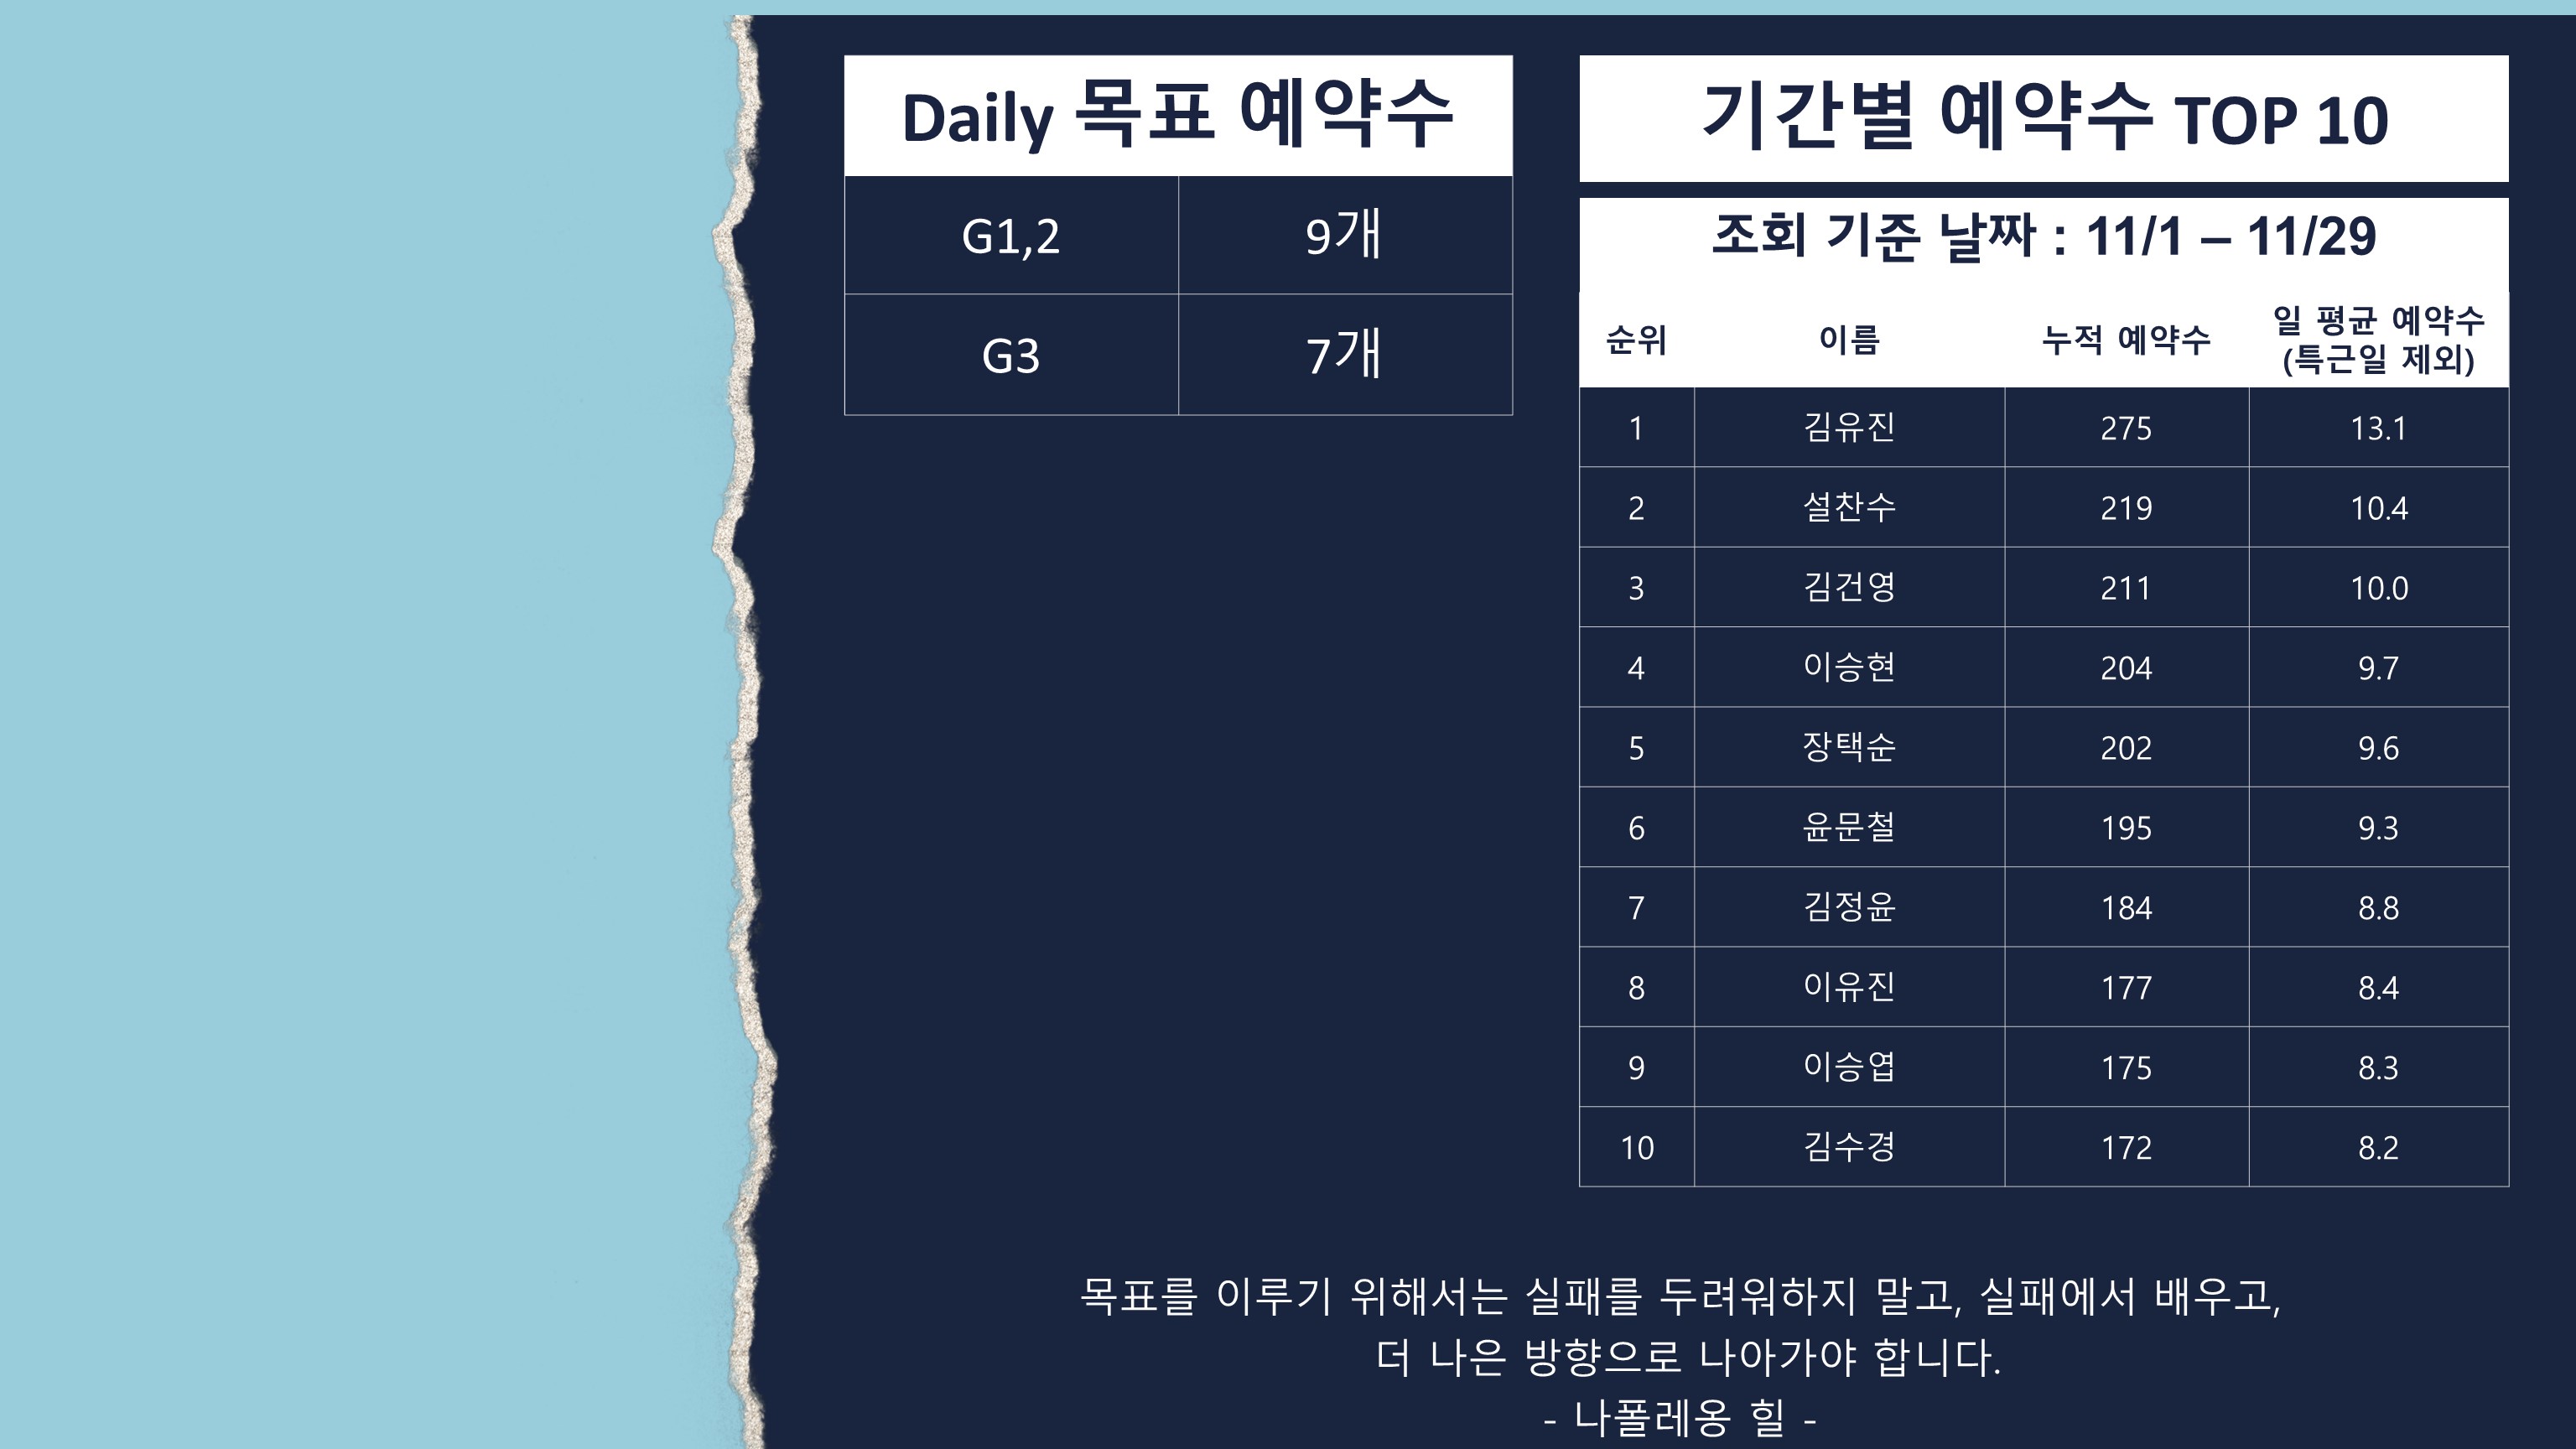 Daily 목표 예약수
G1,2 9개
G3 7개
기간별 예약수 TOP 10
조회 기준 날짜 : 11/1 – 11/29
순위 이름 누적 예약수 일 평균 예약수
(특근일 제외)
1 김유진 275 13.1
2 설찬수 219 10.4
3 김건영 211 10.0
4 이승현 204 9.7
5 장택순 202 9.6
6 윤문철 195 9.3
7 김정윤 184 8.8
8 이유진 177 8.4
9 이승엽 175 8.3
10 김수경 172 8.2
목표를 이루기 위해서는 실패를 두려워하지 말고, 실패에서 배우고,
더 나은 방향으로 나아가야 합니다.
- 나폴레옹 힐 -